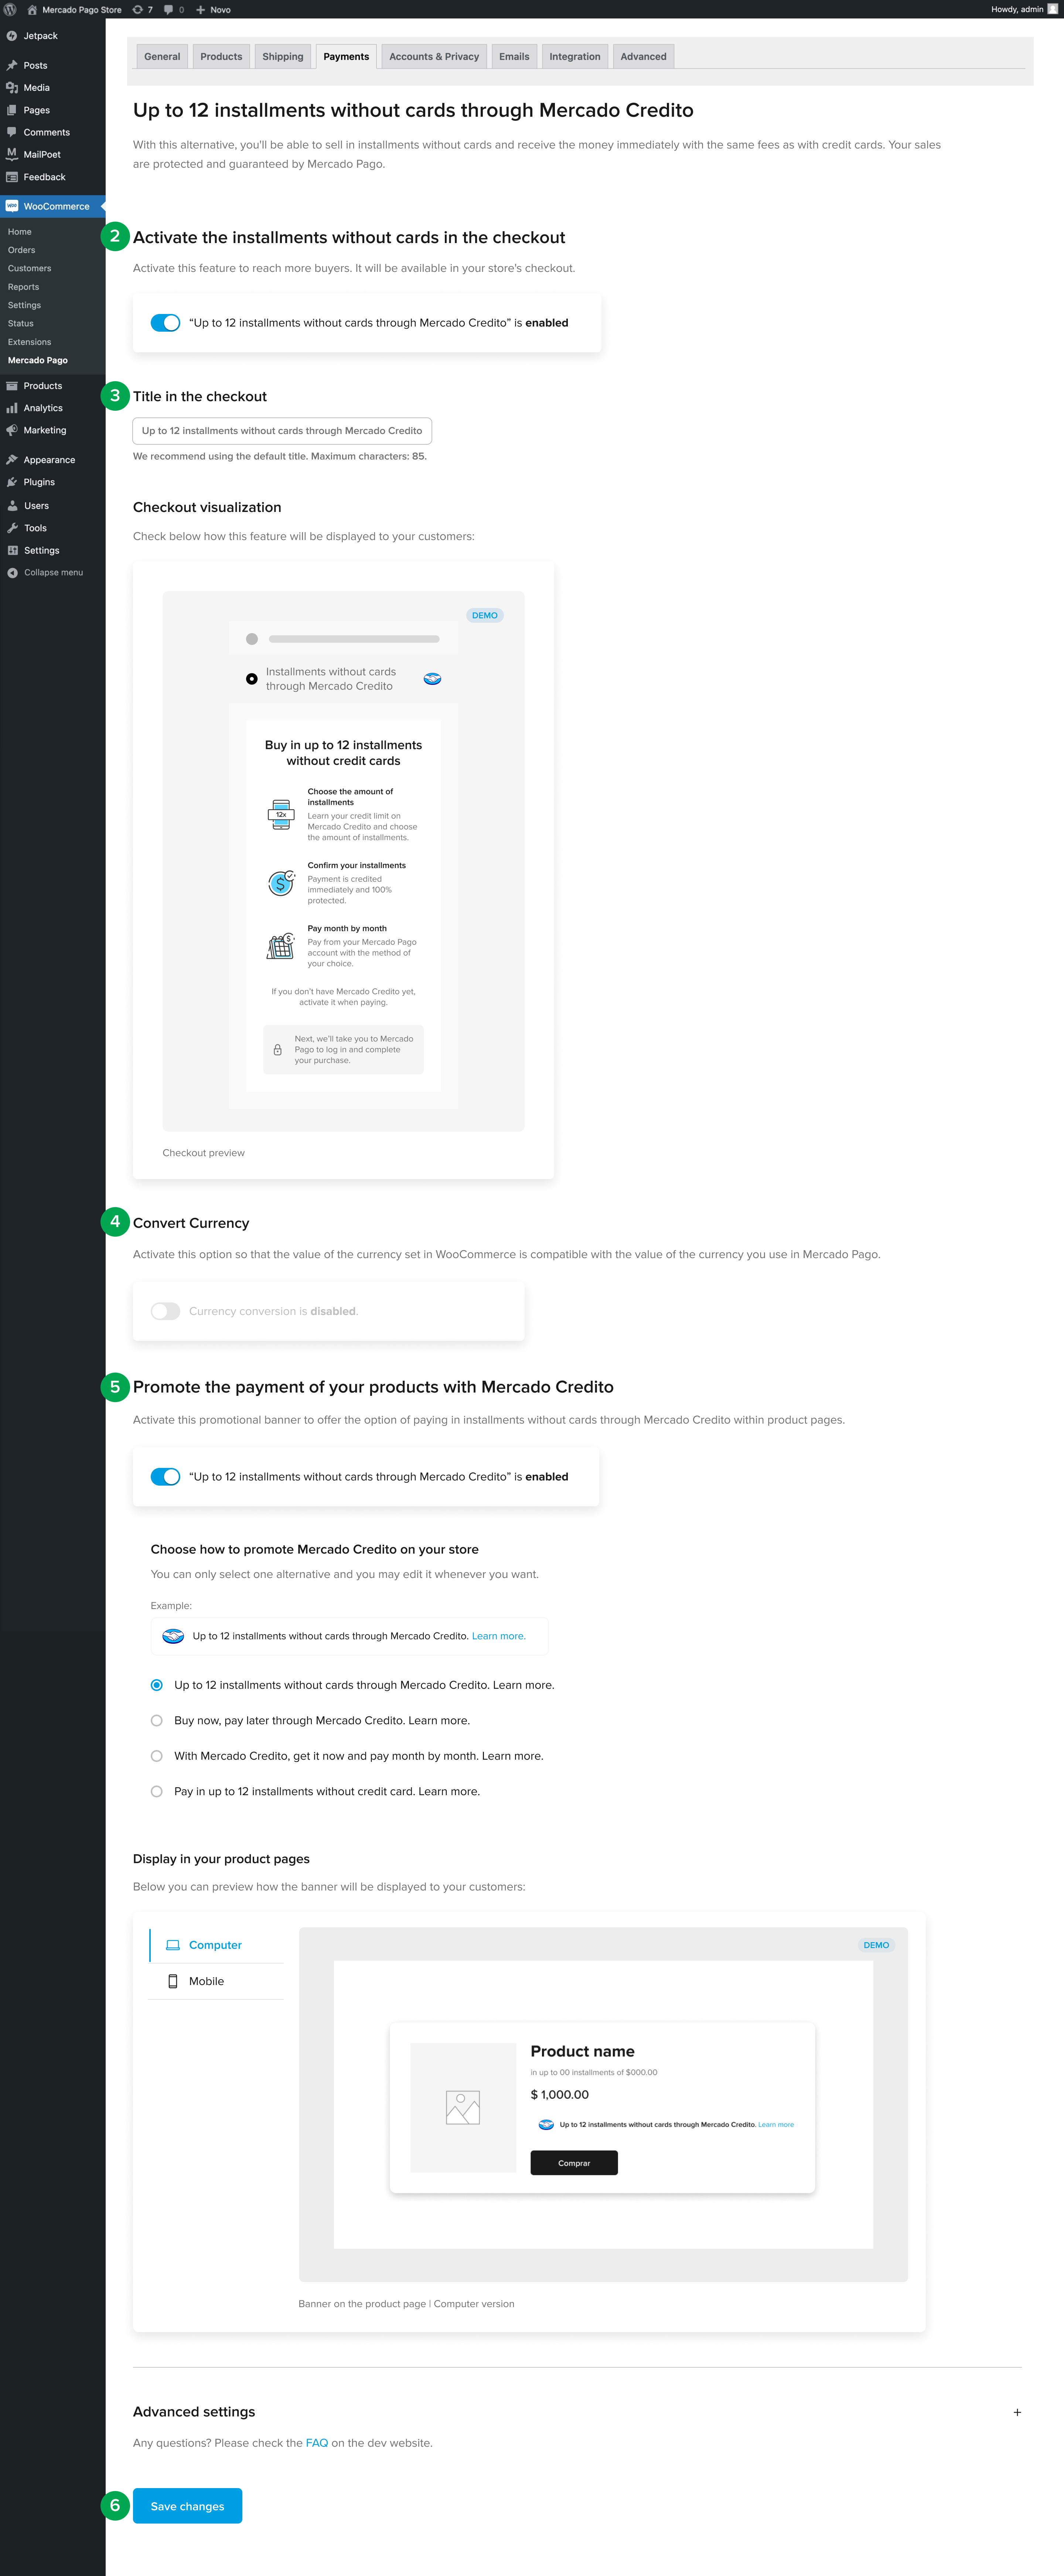 Mercado Pago Store 7 0 Novo
Howdy, admin
Jetpack
Posts
Media
Pages
Comments
MailPoet
Feedback
WooCommerce
Home
Orders
Customers
Reports
Settings
Status
Extensions
Mercado Pago
Products
Analytics
Marketing
Appearance
Plugins
Users
Tools
Settings
Collapse menu
General Products Shipping Payments Accounts & Privacy Emails Integration Advanced
Up to 12 installments without cards through Mercado Credito
With this alternative, you'll be able to sell in installments without cards and receive the money immediately with the same fees as with credit cards. Your sales
are protected and guaranteed by Mercado Pago.
2 Activate the installments without cards in the checkout
Activate this feature to reach more buyers. It will be available in your store's checkout.
“Up to 12 installments without cards through Mercado Credito” is enabled
3 Title in the checkout
Up to 12 installments without cards through Mercado Credito
We recommend using the default title. Maximum characters: 85.
Checkout visualization
Check below how this feature will be displayed to your customers:
DEMO
Installments without cards
through Mercado Credito
Buy in up to 12 installments
without credit cards
12x
Choose the amount of
installments
Learn your credit limit on
Mercado Credito and choose
the amount of installments.
Confirm your installments
Payment is credited
immediately and 100%
protected.
Pay month by month
Pay from your Mercado Pago
account with the method of
your choice.
If you don't have Mercado Credito yet,
activate it when paying.
Next, we'll take you to Mercado
Pago to log in and complete
your purchase.
Checkout preview
4 Convert Currency
Activate this option so that the value of the currency set in WooCommerce is compatible with the value of the currency you use in Mercado Pago.
Currency conversion is disabled.
5 Promote the payment of your products with Mercado Credito
Activate this promotional banner to offer the option of paying in installments without cards through Mercado Credito within product pages.
“Up to 12 installments without cards through Mercado Credito” is enabled
Choose how to promote Mercado Credito on your store
You can only select one alternative and you may edit it whenever you want.
Example:
Up to 12 installments without cards through Mercado Credito. Learn more.
Up to 12 installments without cards through Mercado Credito. Learn more.
Buy now, pay later through Mercado Credito. Learn more.
With Mercado Credito, get it now and pay month by month. Learn more.
Pay in up to 12 installments without credit card. Learn more.
Display in your product pages
Below you can preview how the banner will be displayed to your customers:
Computer
Mobile
DEMO
Product name
in up to 00 installments of $000.00
$ 1,000.00
Up to 12 installments without cards through Mercado Credito. Learn more
Comprar
Banner on the product page | Computer version
Advanced settings +
Any questions? Please check the FAQ on the dev website.
6 Save changes